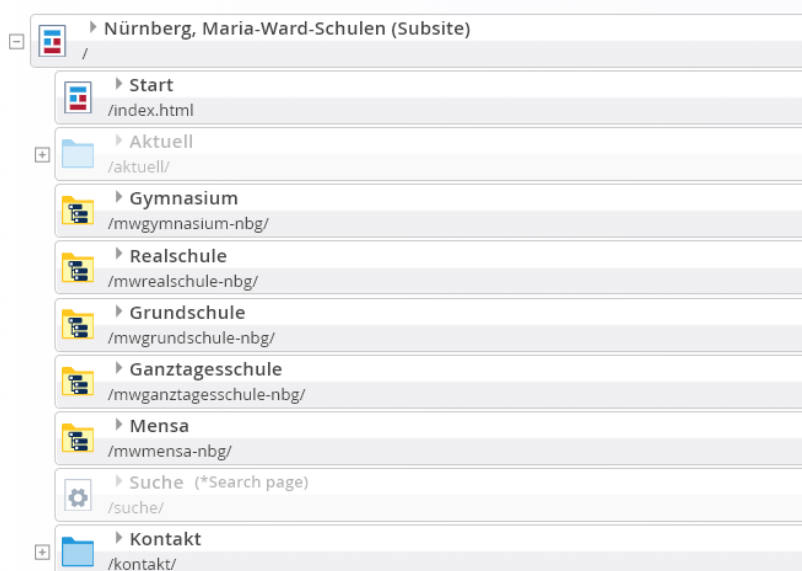 Nürnberg, Maria-Ward-Schulen (Subsite)
/
Start
/index.html
Aktuell
/aktuell/
Gymnasium
/mwgymnasium-nbg/
Realschule
/mwrealschule-nbg/
Grundschule
/mwgrundschule-nbg/
Ganztagesschule
/mwganztagesschule-nbg/
Mensa
/mwmensa-nbg/
Suche (*Search page)
/suche/
Kontakt
/kontakt/